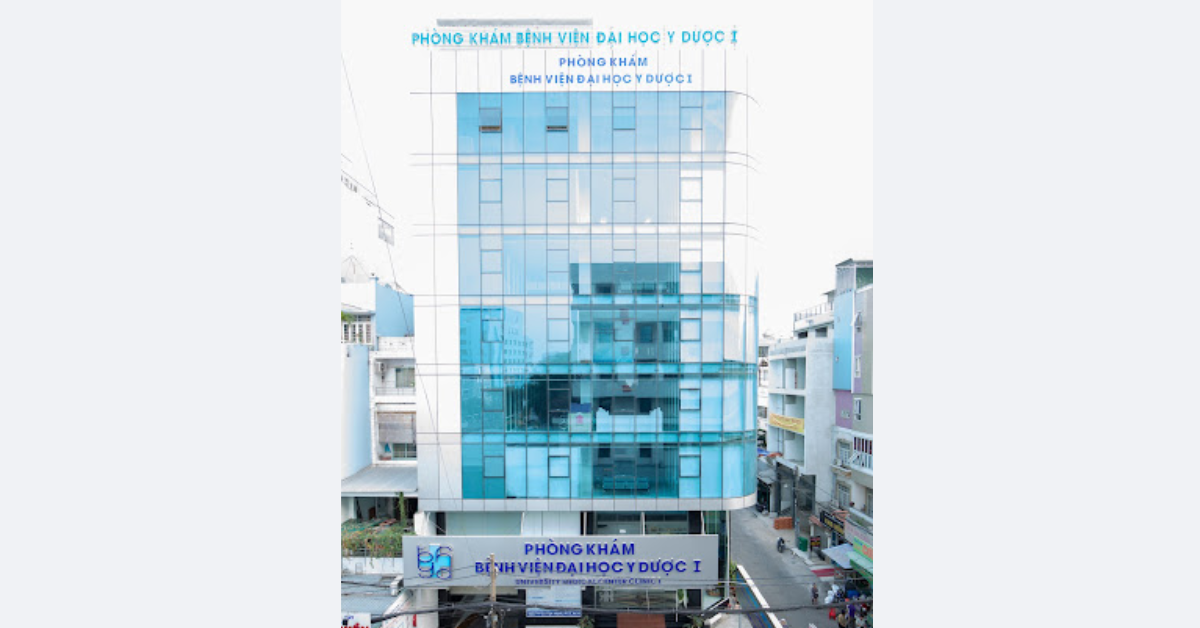 PHÒNG KHÁM BỆNH VIỆN ĐẠI HỌC Y DƯỢC I
PHÒNG KHÁM
BỆNH VIỆN ĐẠI HỌC Y DƯỢC I
PHÒNG KHÁM
BỆNH VIỆN ĐẠI HỌC Y DƯỢC I
UNIVERSITY MEDICAL CENTER CLINIC I